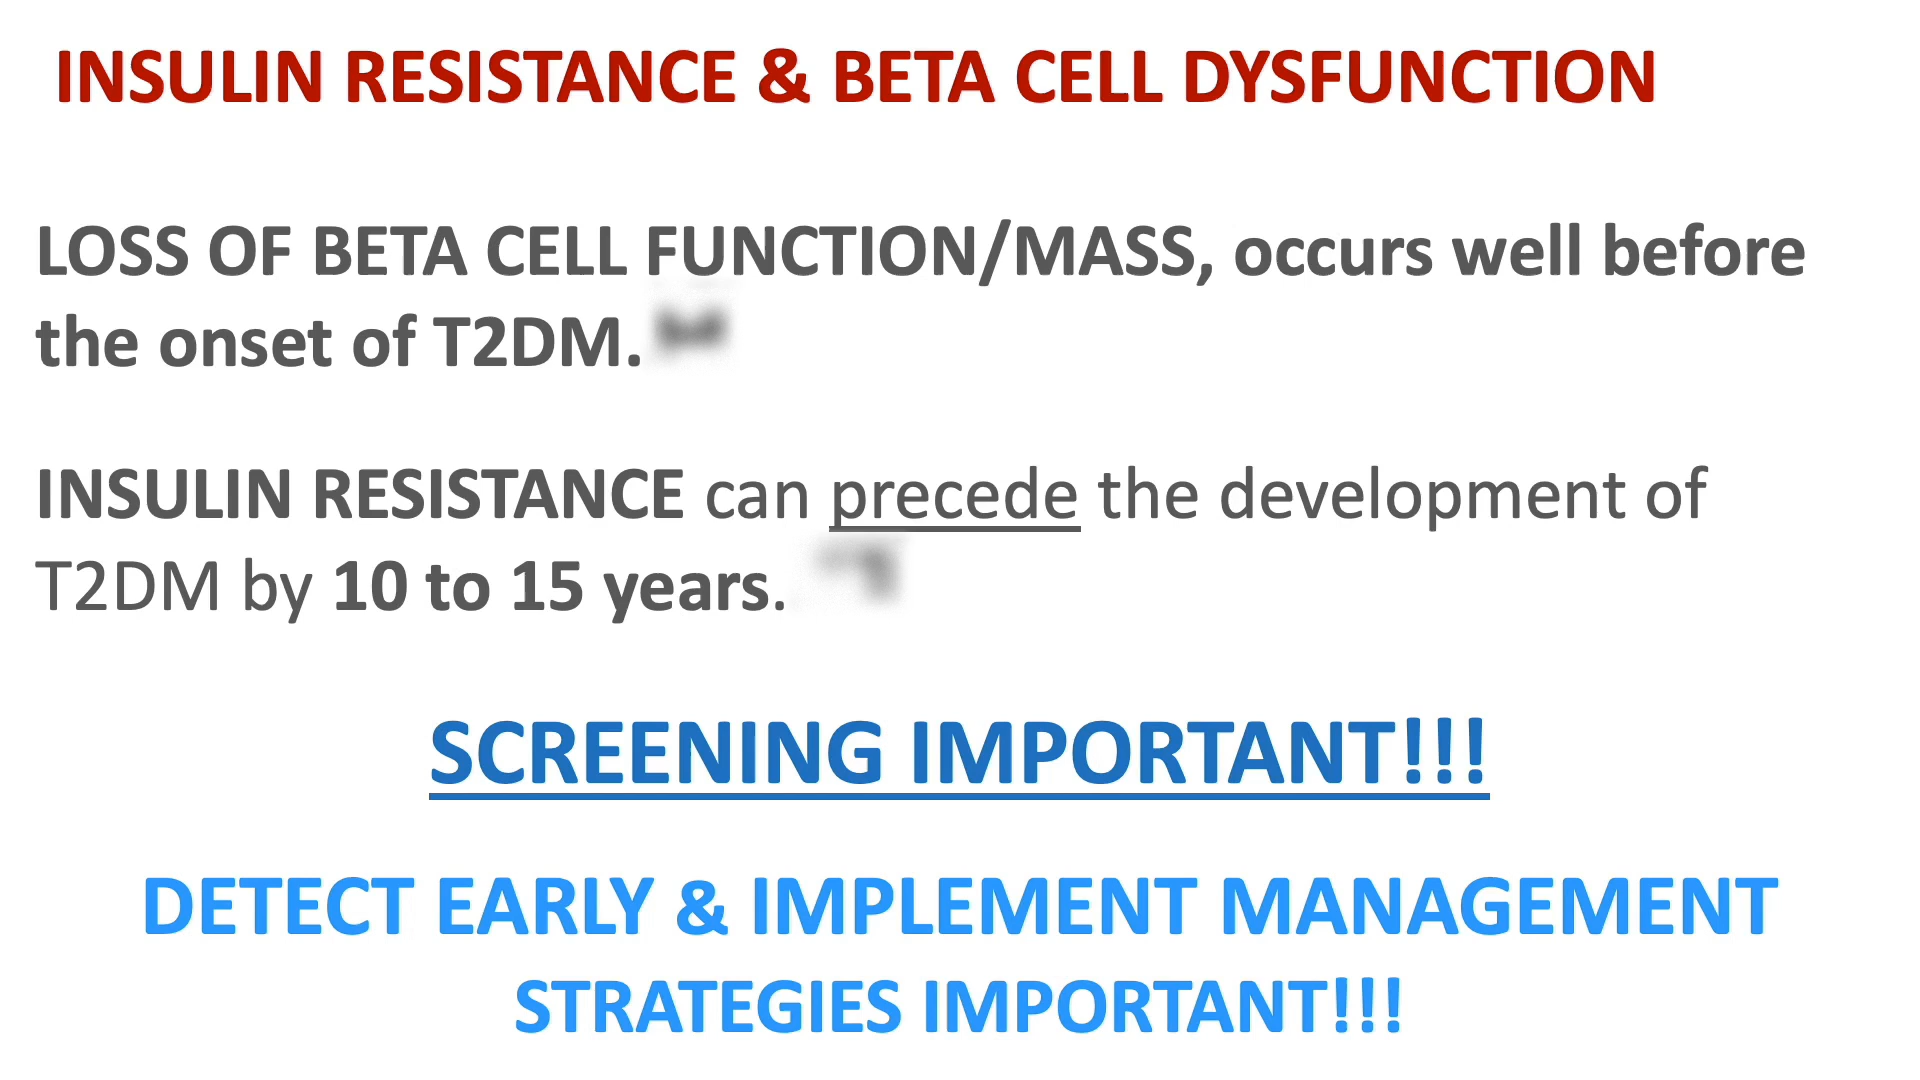 INSULIN RESISTANCE & BETA CELL DYSFUNCTION
LOSS OF BETA CELL FUNCTION/MASS, occurs well before
the onset of T2DM.
INSULIN RESISTANCE can precede the development of
T2DM by 10 to 15 years.
SCREENING IMPORTANT!!!
DETECT EARLY & IMPLEMENT MANAGEMENT
STRATEGIES IMPORTANT!!!